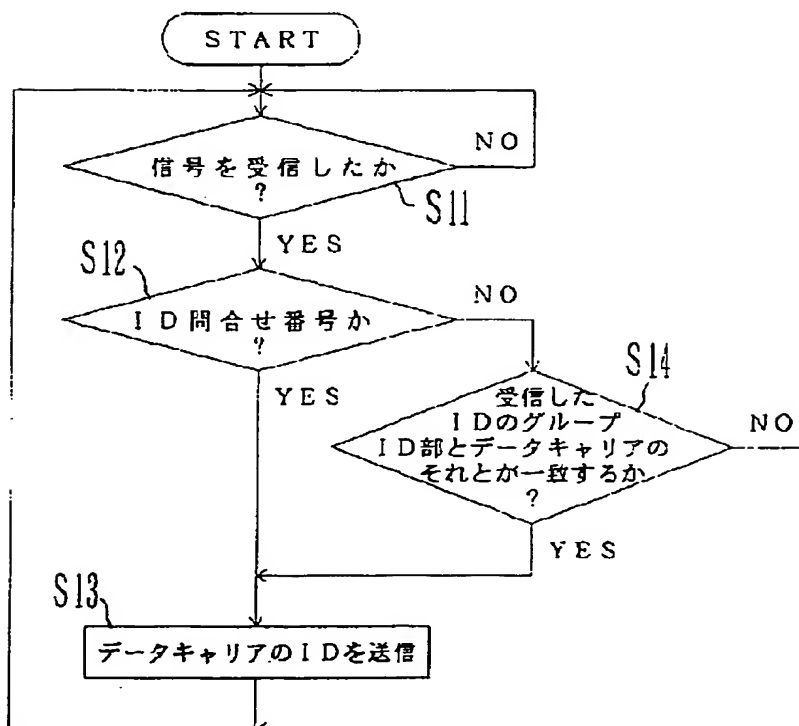 START
信号を受信したか
?
NO
S11
YES
S12
ID問合せ番号か
?
NO
YES
S14
受信した
IDのグループ
ID部とデータキャリアの
それとが一致するか
?
NO
YES
S13
データキャリアのIDを送信